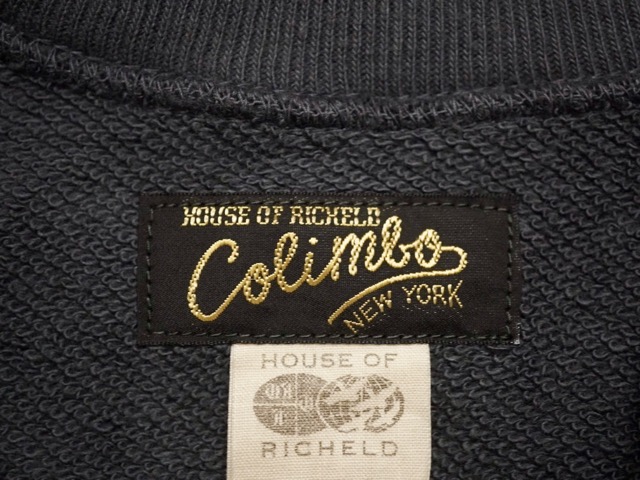 HOUSE OF RICHELD
Colimbo
NEW YORK
HOUSE OF
RICHELD